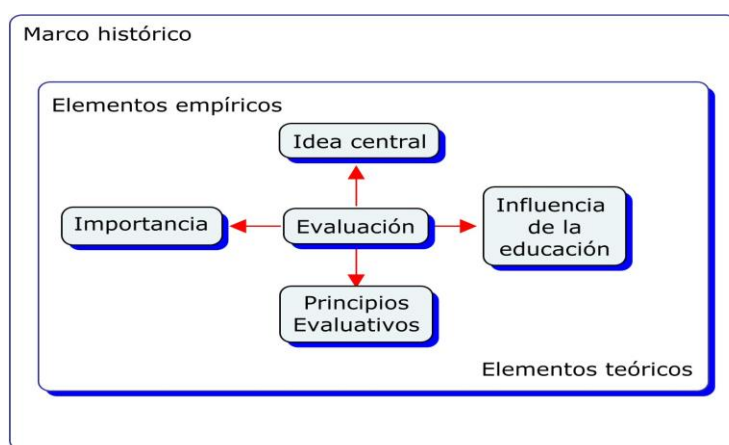 Marco histórico
Elementos empíricos
Idea central
Importancia
Evaluación
Influencia
de la
educación
Principios
Evaluativos
Elementos teóricos